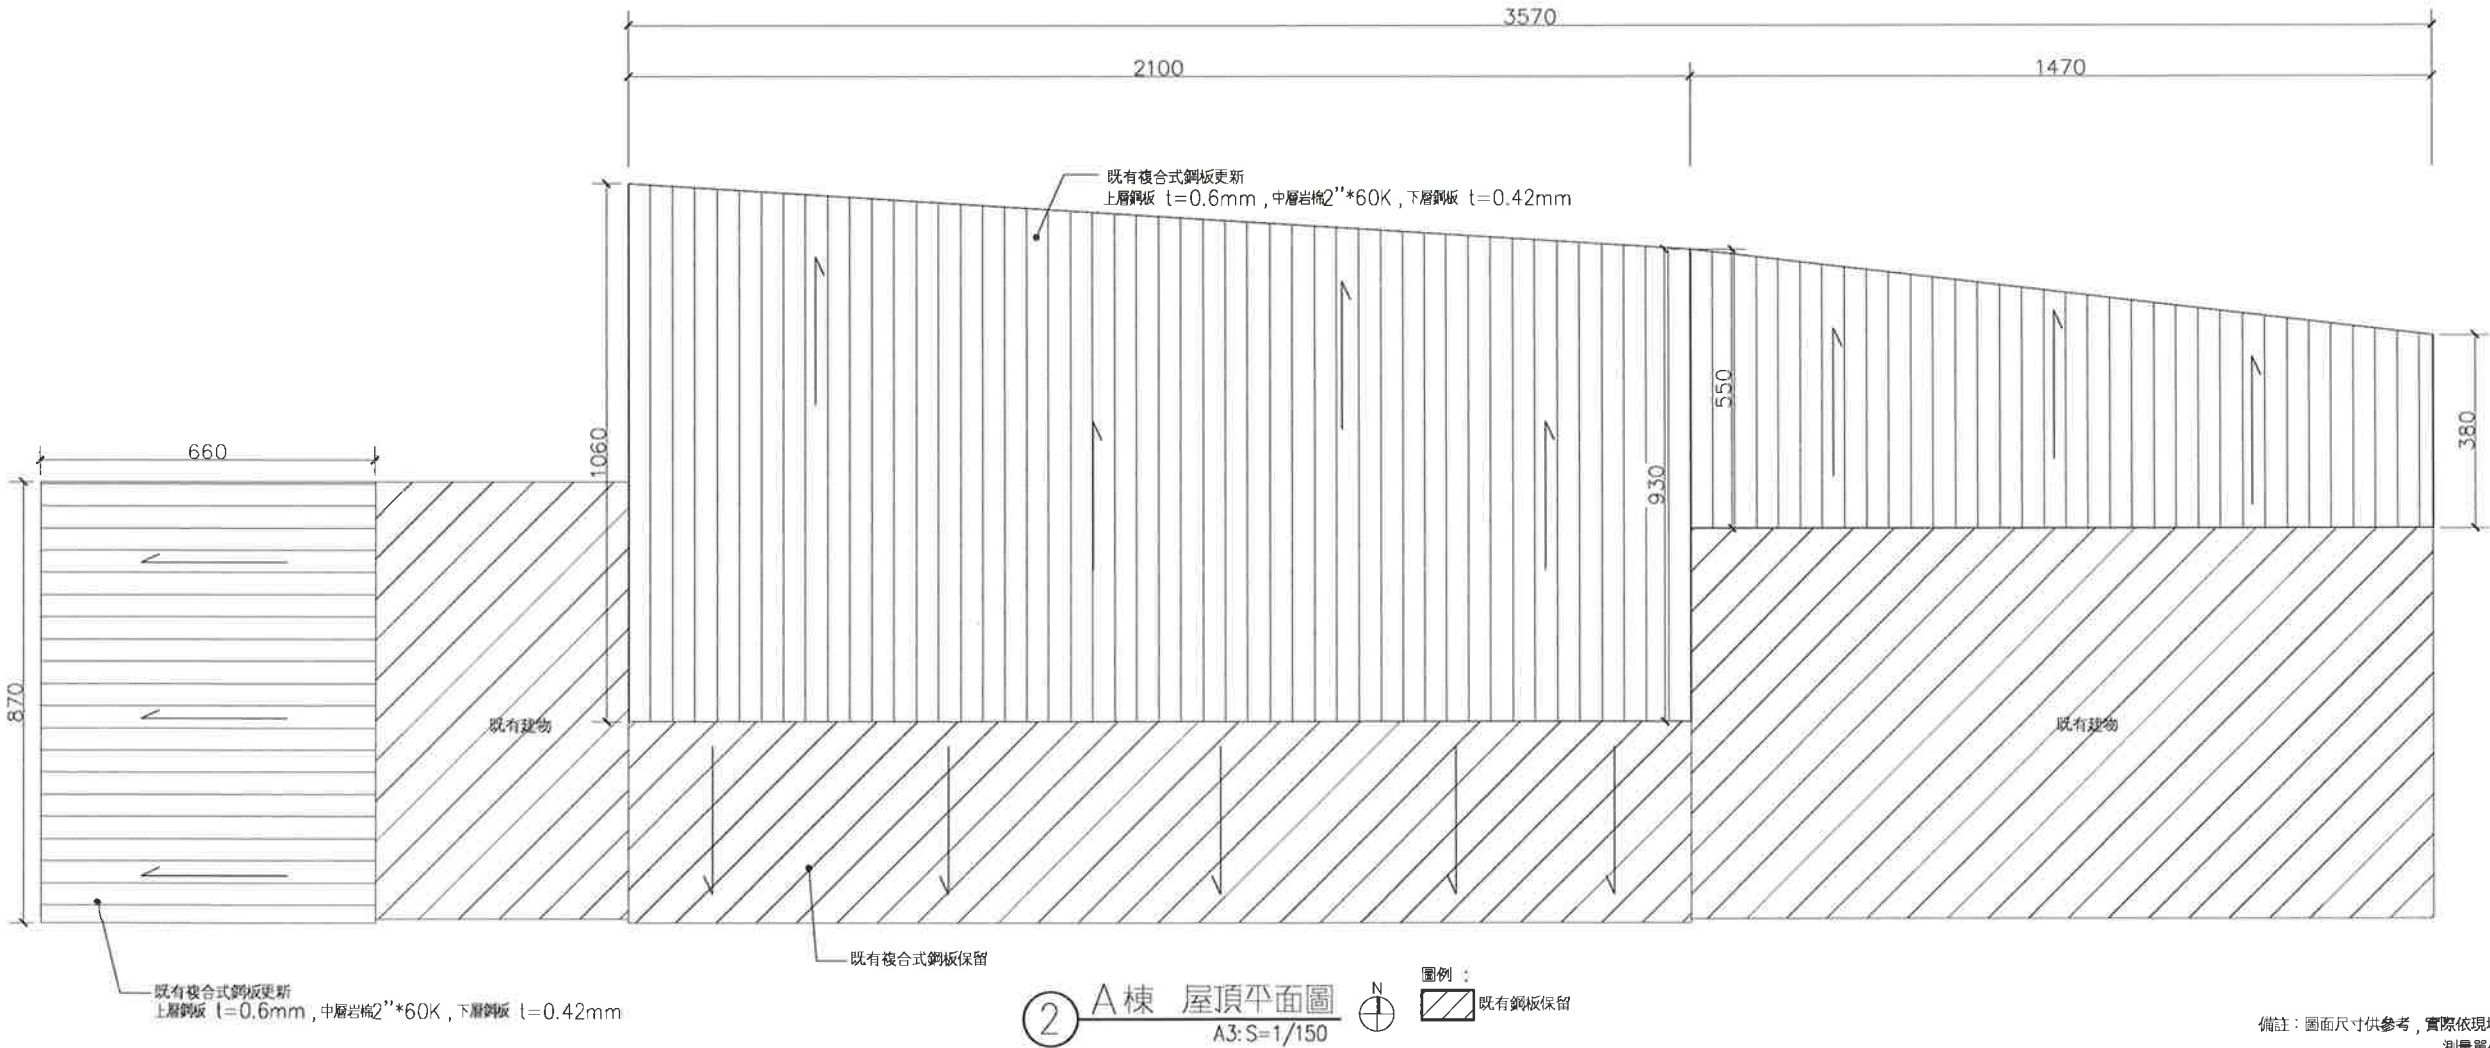 3570
2100
1470
既有複合式鋼板更新
上層鋼板 t=0.6mm , 中層岩棉2''*60K , 下層鋼板 t=0.42mm
550
380
1060
930
660
870
既有建物
既有建物
既有複合式鋼板保留
既有複合式鋼板更新
上層鋼板 t=0.6mm , 中層岩棉2''*60K , 下層鋼板 t=0.42mm
2
A棟 屋頂平面圖
A3:S=1/150
N
圖例 :
既有鋼板保留
備註 : 圖面尺寸供參考 , 實際依現